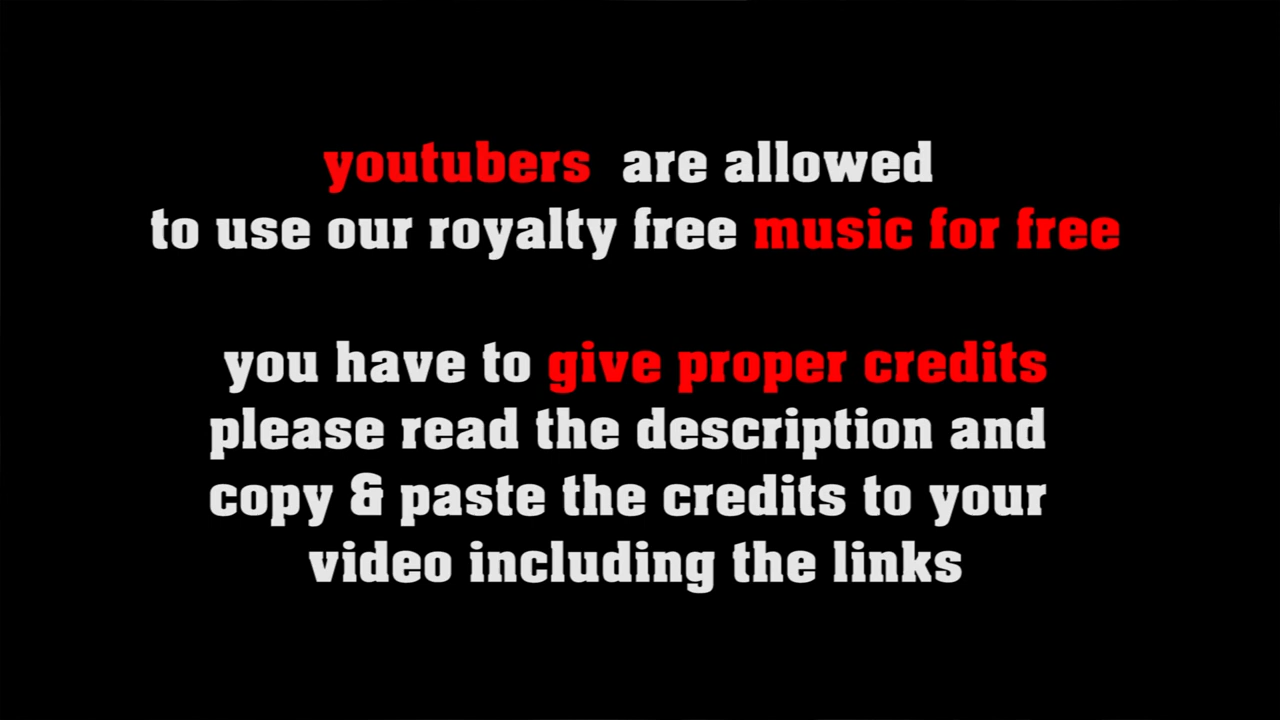 youtubers are allowed
to use our royalty free music for free
you have to give proper credits
please read the description and
copy & paste the credits to your
video including the links